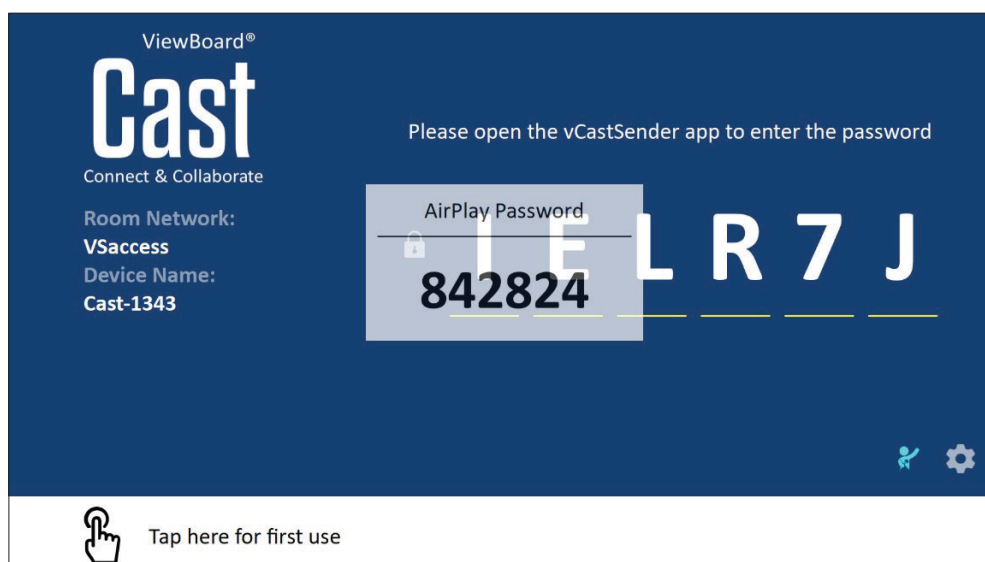 ViewBoard®
Cast
Connect & Collaborate
Room Network:
VSaccess
Device Name:
Cast-1343
Please open the vCastSender app to enter the password
AirPlay Password
842824
I E L R 7 J
Tap here for first use